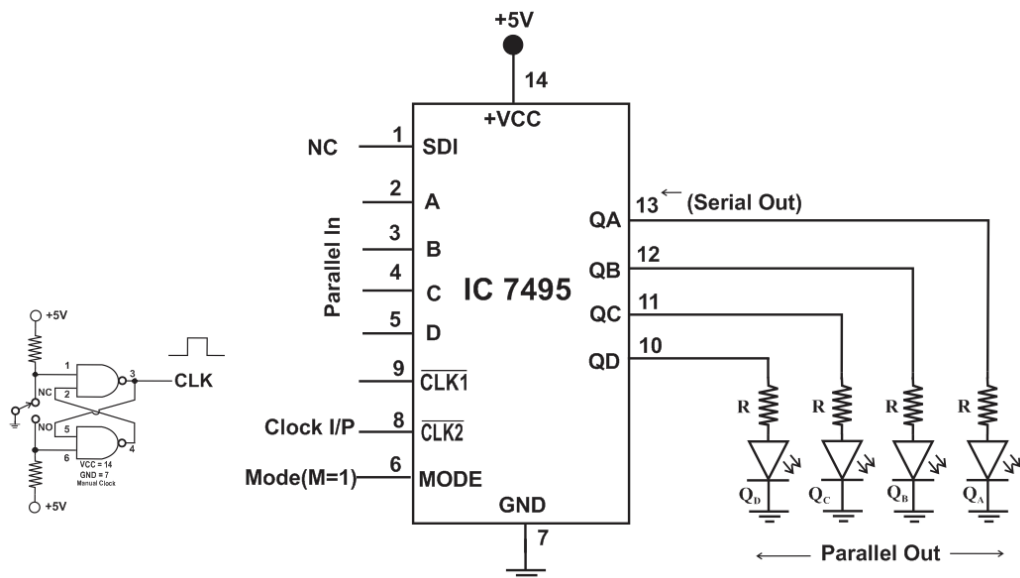 +5V
14
+VCC
NC
1
SDI
2
A
Parallel In
3
B
4
C
5
D
9
CLK1
Clock I/P
8
CLK2
Mode(M=1)
6
MODE
GND
7
IC 7495
QA
13
← (Serial Out)
QB
12
QC
11
QD
10
R
R
R
R
QD
QC
QB
QA
← Parallel Out →
+5V
1
2
3
CLK
NC
NO
5
6
4
VCC = 14
GND = 7
Manual Clock
+5V